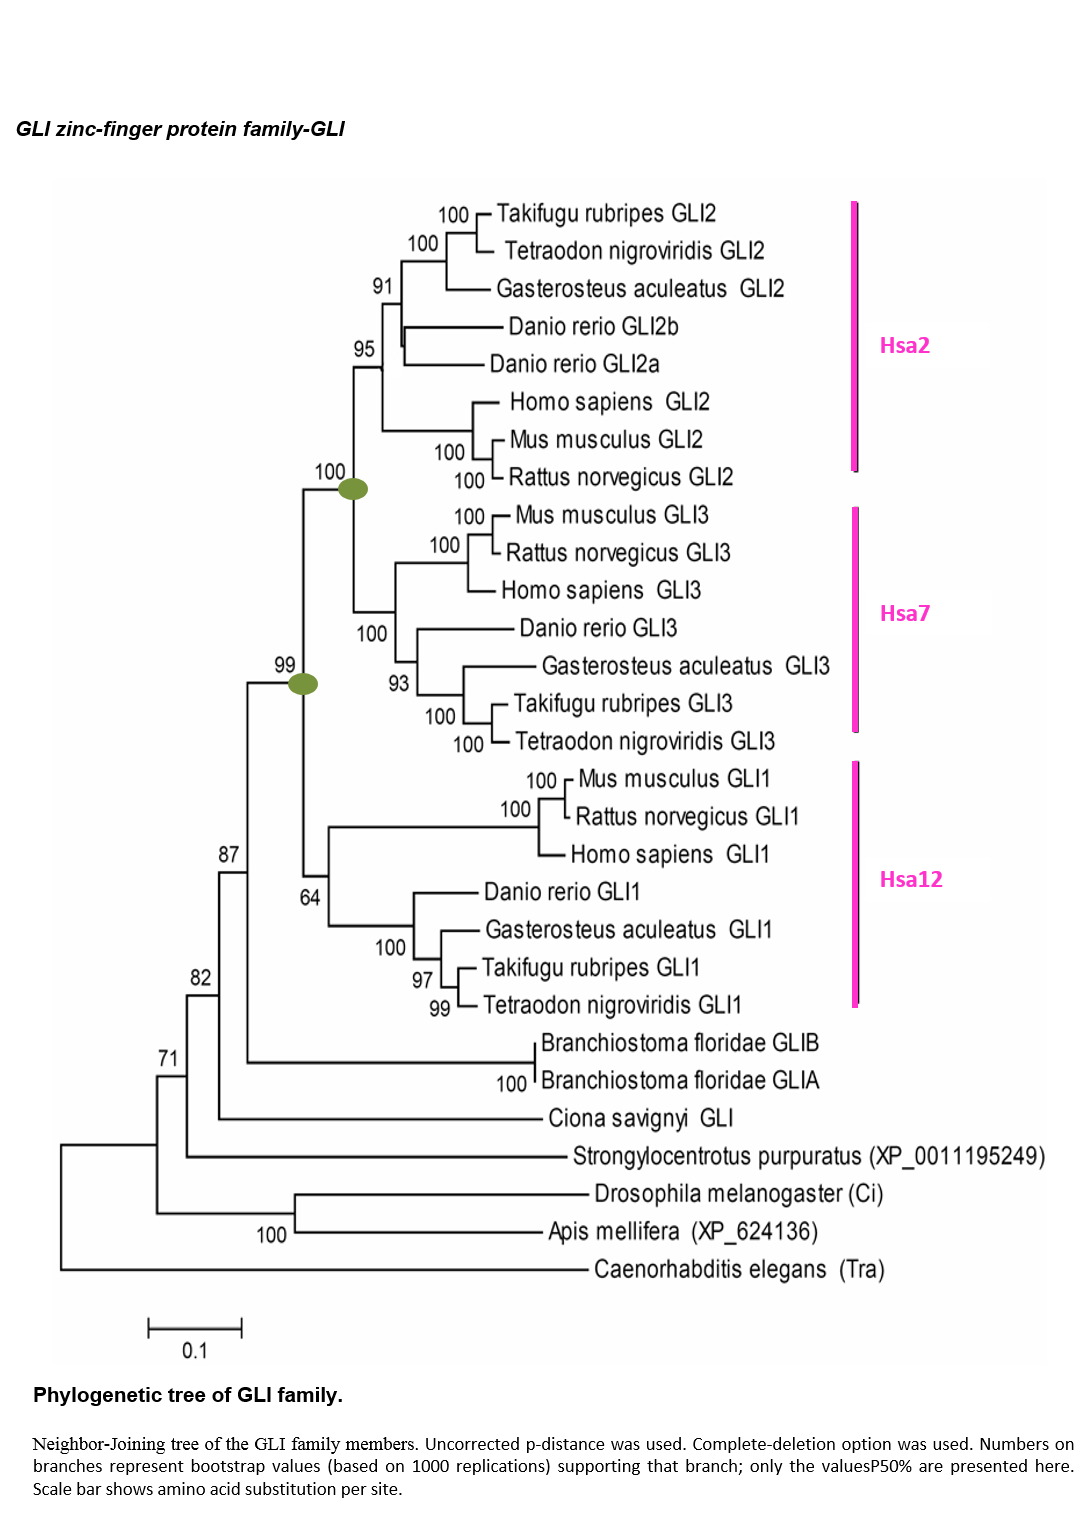 GLI zinc-finger protein family-GLI
100 Takifugu rubripes GLI2
100 Tetraodon nigroviridis GLI2
91 Gasterosteus aculeatus GLI2
Danio rerio GLI2b
95 Danio rerio GLI2a
Hsa2
Homo sapiens GLI2
100 Mus musculus GLI2
100 Rattus norvegicus GLI2
100
100 Mus musculus GLI3
100 Rattus norvegicus GLI3
Homo sapiens GLI3
Hsa7
100 Danio rerio GLI3
99 Gasterosteus aculeatus GLI3
93
100 Takifugu rubripes GLI3
100 Tetraodon nigroviridis GLI3
100 Mus musculus GLI1
100 Rattus norvegicus GLI1
87 Homo sapiens GLI1
Hsa12
64 Danio rerio GLI1
100 Gasterosteus aculeatus GLI1
82 97 Takifugu rubripes GLI1
99 Tetraodon nigroviridis GLI1
71 Branchiostoma floridae GLIB
100 Branchiostoma floridae GLIA
Ciona savignyi GLI
Strongylocentrotus purpuratus (XP_0011195249)
Drosophila melanogaster (Ci)
100 Apis mellifera (XP_624136)
Caenorhabditis elegans (Tra)
0.1
Phylogenetic tree of GLI family.
Neighbor-Joining tree of the GLI family members. Uncorrected p-distance was used. Complete-deletion option was used. Numbers on
branches represent bootstrap values (based on 1000 replications) supporting that branch; only the valuesP50% are presented here.
Scale bar shows amino acid substitution per site.